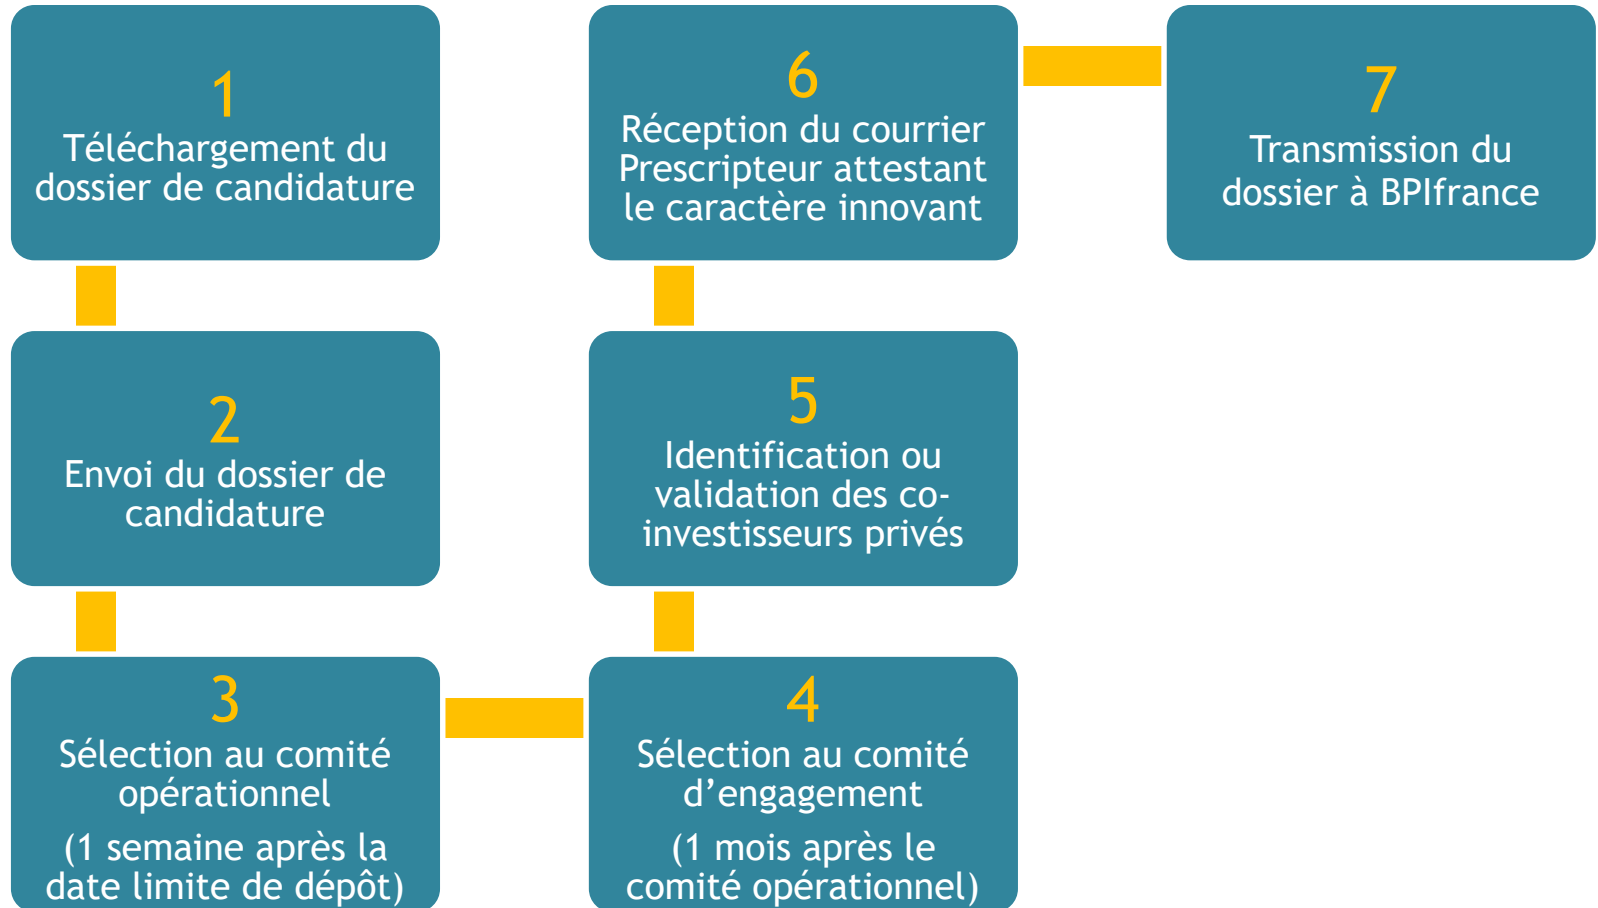 1
Téléchargement du
dossier de candidature
2
Envoi du dossier de
candidature
3
Sélection au comité
opérationnel
(1 semaine après la
date limite de dépôt)
4
Sélection au comité
d’engagement
(1 mois après le
comité opérationnel)
5
Identification ou
validation des co-
investisseurs privés
6
Réception du courrier
Prescripteur attestant
le caractère innovant
7
Transmission du
dossier à BPIfrance